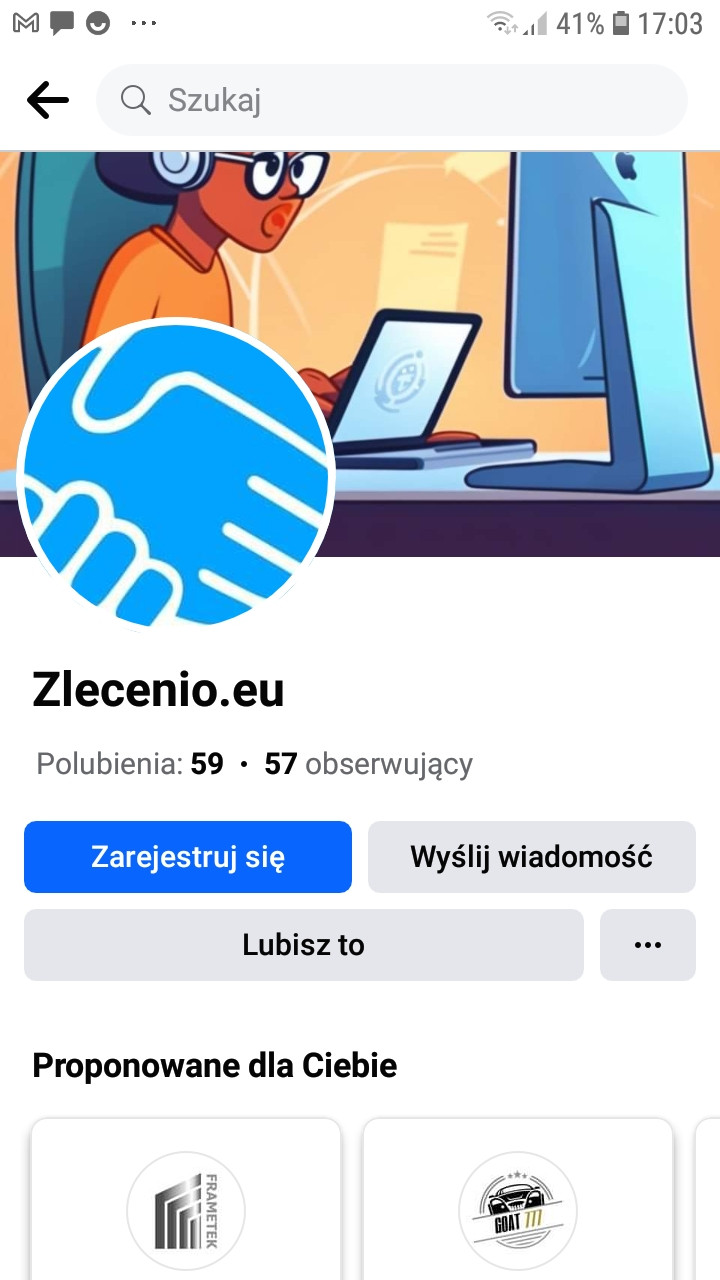 41% 17:03
Szukaj
Zlecenio.eu
Polubienia: 59 • 57 obserwujący
Zarejestruj się
Wyślij wiadomość
Lubisz to
Proponowane dla Ciebie
FRAMETEK
GOAT 777